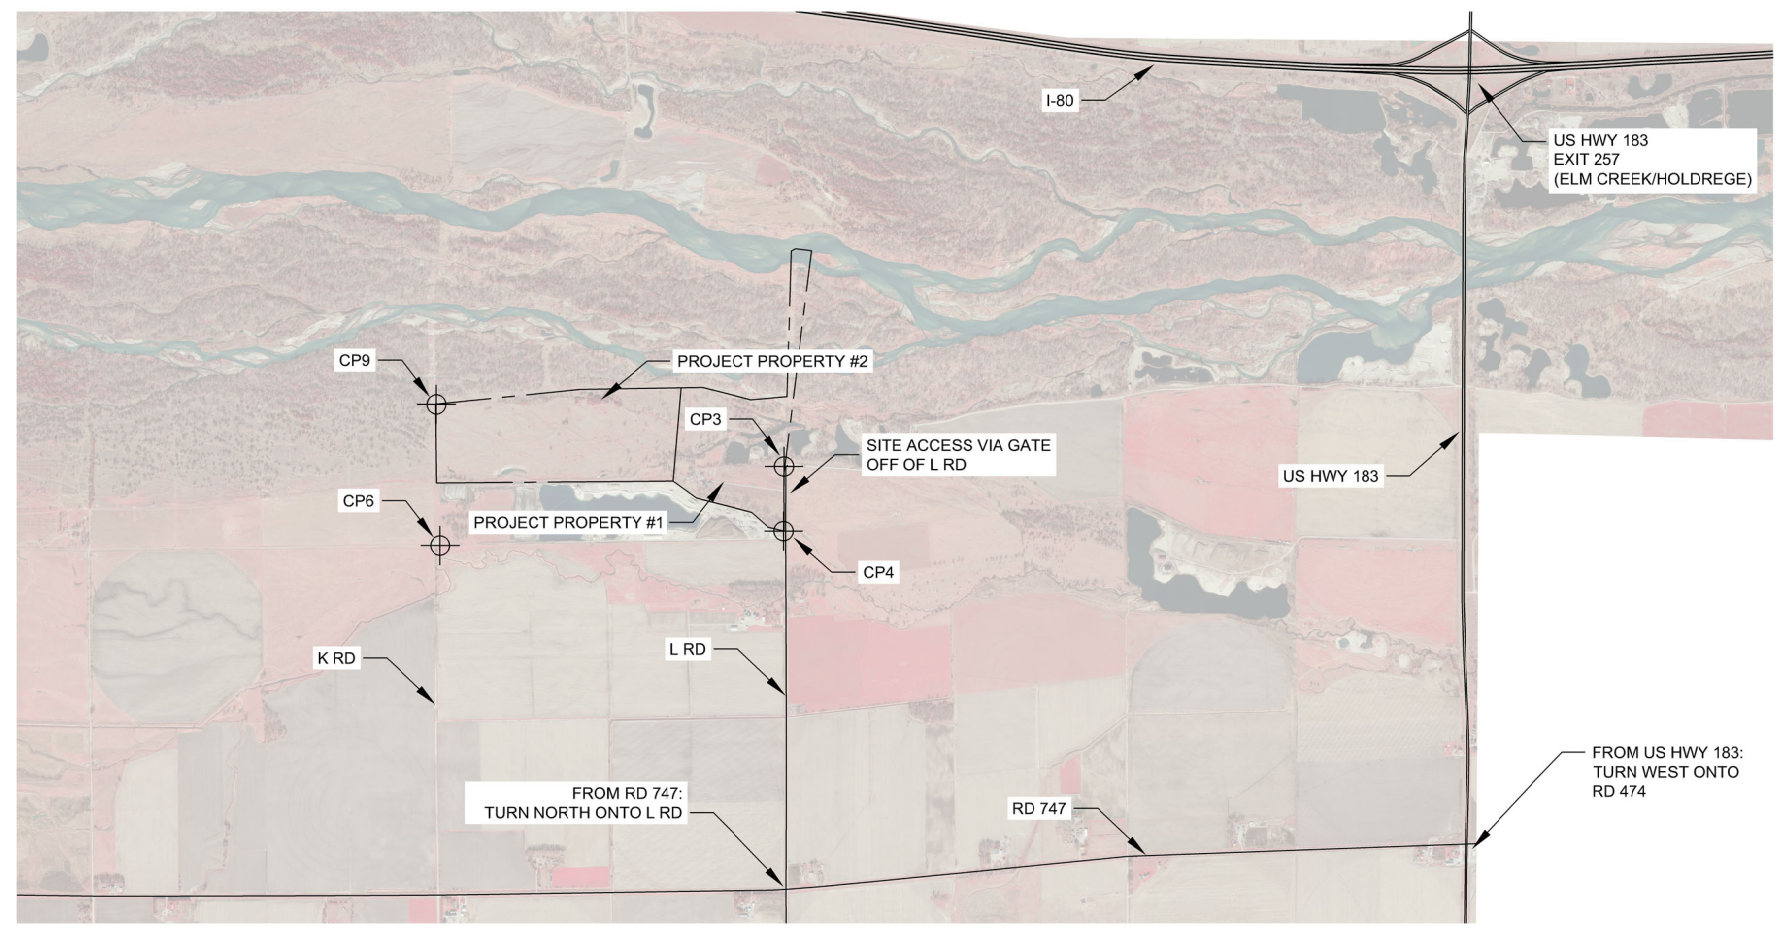 I-80
US HWY 183
EXIT 257
(ELM CREEK/HOLDREGE)
CP9
PROJECT PROPERTY #2
CP3
SITE ACCESS VIA GATE
OFF OF L RD
US HWY 183
CP6
PROJECT PROPERTY #1
CP4
K RD
L RD
FROM US HWY 183:
TURN WEST ONTO
RD 474
FROM RD 747:
TURN NORTH ONTO L RD
RD 747